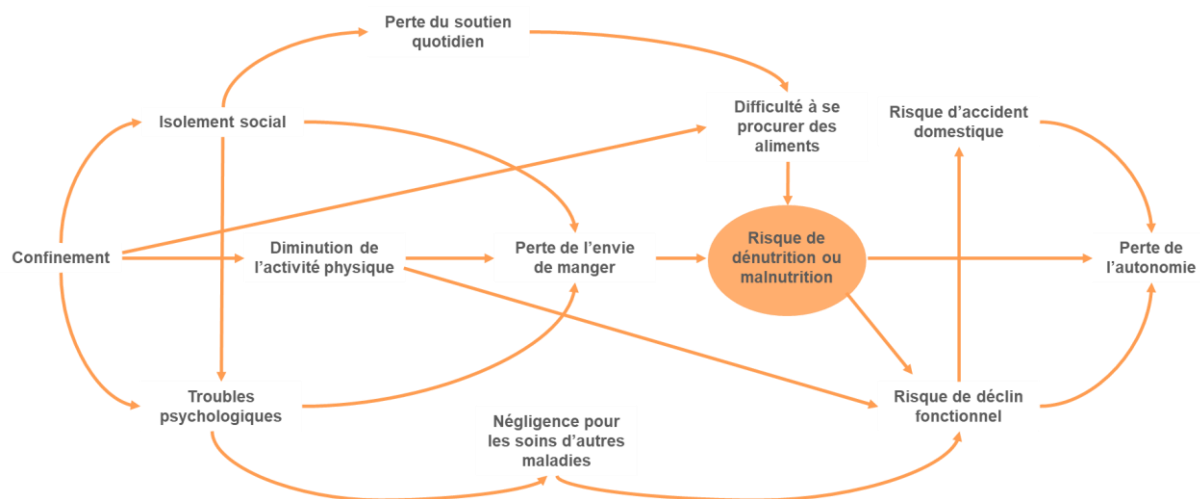 Perte du soutien
quotidien
Isolement social
Difficulté à se
procurer des
aliments
Risque d’accident
domestique
Confinement
Diminution de
l’activité physique
Perte de l’envie
de manger
Risque de
dénutrition ou
malnutrition
Perte de
l’autonomie
Troubles
psychologiques
Négligence pour
les soins d’autres
maladies
Risque de déclin
fonctionnel